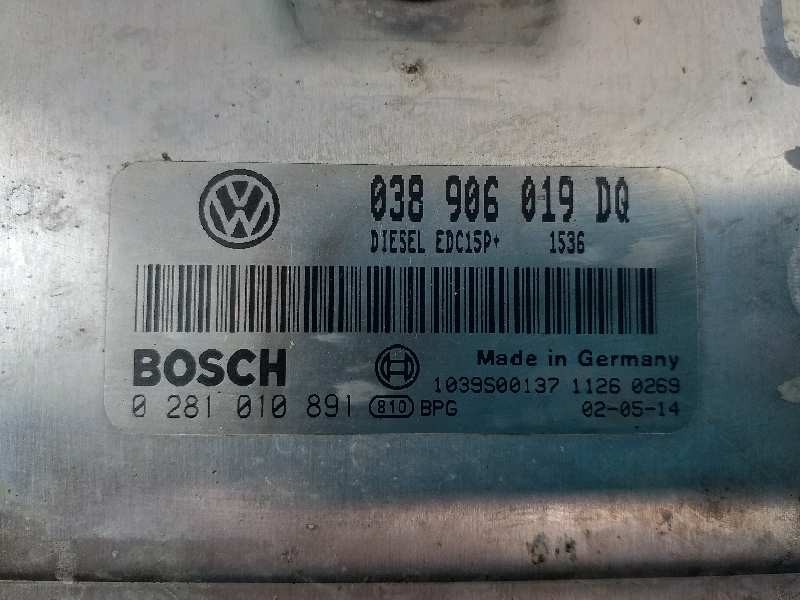 038 906 019 DQ
DIESEL EDC15P+ 1536
BOSCH
Made in Germany
1039S00137 1126 0269
0 281 010 891 810 BPG 02-05-14